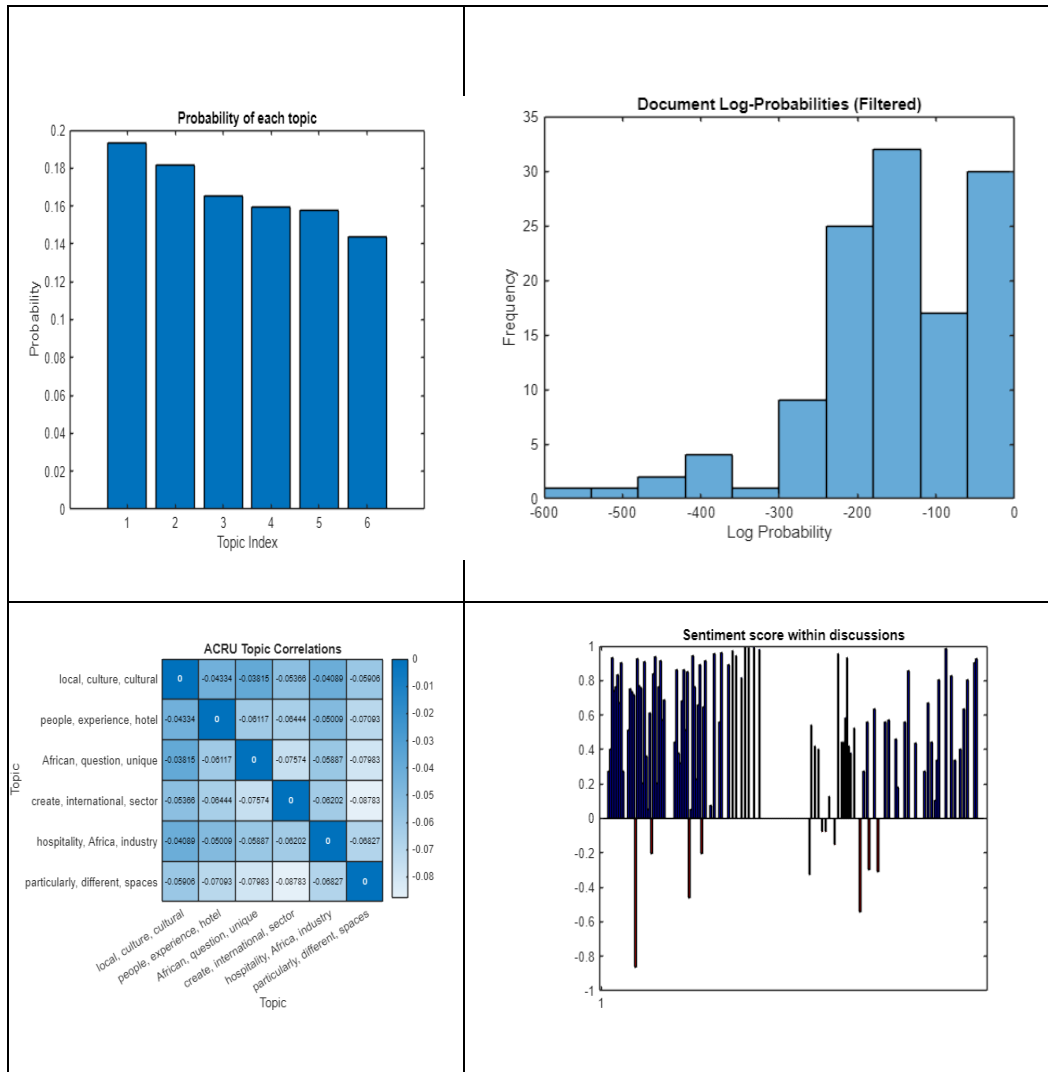 Probability of each topic
0.2
0.18
0.16
0.14
0.12
0.1
0.08
0.06
0.04
0.02
0
Probability
1 2 3 4 5 6
Topic Index
Document Log-Probabilities (Filtered)
35
30
25
20
15
10
5
0
Frequency
-600 -500 -400 -300 -200 -100 0
Log Probability
ACRU Topic Correlations
local, culture, cultural 0 -0.04334 -0.03815 -0.05366 -0.04089 -0.05906
people, experience, hotel -0.04334 0 -0.06117 -0.06444 -0.05009 -0.07093
African, question, unique -0.03815 -0.06117 0 -0.07574 -0.05887 -0.07983
create, international, sector -0.05366 -0.06444 -0.07574 0 -0.06202 -0.08783
hospitality, Africa, industry -0.04089 -0.05009 -0.05887 -0.06202 0 -0.06827
particularly, different, spaces -0.05906 -0.07093 -0.07983 -0.08783 -0.06827 0
Topic
local, culture, cultural
people, experience, hotel
African, question, unique
create, international, sector
hospitality, Africa, industry
particularly, different, spaces
Topic
0
-0.01
-0.02
-0.03
-0.04
-0.05
-0.06
-0.07
-0.08
Sentiment score within discussions
1
0.8
0.6
0.4
0.2
0
-0.2
-0.4
-0.6
-0.8
-1
1